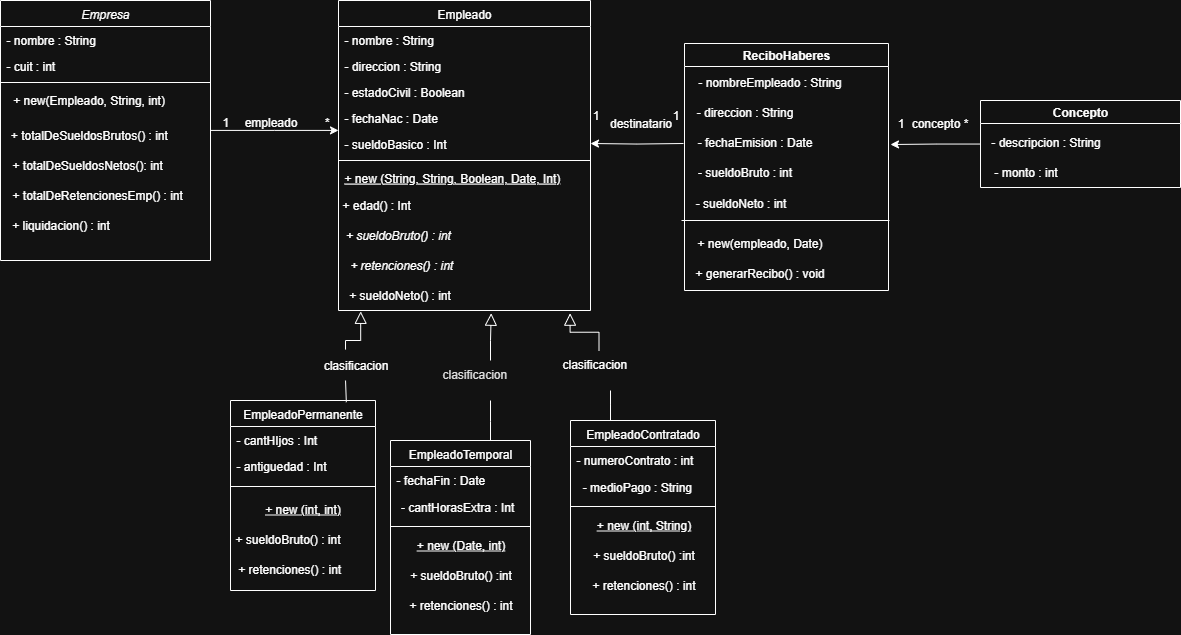 Empresa
- nombre : String
- cuit : int
+ new(Empleado, String, int)
+ totalDeSueldosBrutos() : int
+ totalDeSueldosNetos(): int
+ totalDeRetencionesEmp() : int
+ liquidacion() : int
1 empleado *
Empleado
- nombre : String
- direccion : String
- estadoCivil : Boolean
- fechaNac : Date
- sueldoBasico : Int
+ new (String, String, Boolean, Date, Int)
+ edad() : Int
+ sueldoBruto() : int
+ retenciones() : int
+ sueldoNeto() : int
1 destinatario 1
ReciboHaberes
- nombreEmpleado : String
- direccion : String
- fechaEmision : Date
- sueldoBruto : int
- sueldoNeto : int
+ new(empleado, Date)
+ generarRecibo() : void
1 concepto *
Concepto
- descripcion : String
- monto : int
clasificacion
clasificacion
clasificacion
EmpleadoPermanente
- cantHIjos : Int
- antiguedad : Int
+ new (int, int)
+ sueldoBruto() : int
+ retenciones() : int
EmpleadoTemporal
- fechaFin : Date
- cantHorasExtra : Int
+ new (Date, int)
+ sueldoBruto() :int
+ retenciones() : int
EmpleadoContratado
- numeroContrato : int
- medioPago : String
+ new (int, String)
+ sueldoBruto() :int
+ retenciones() : int